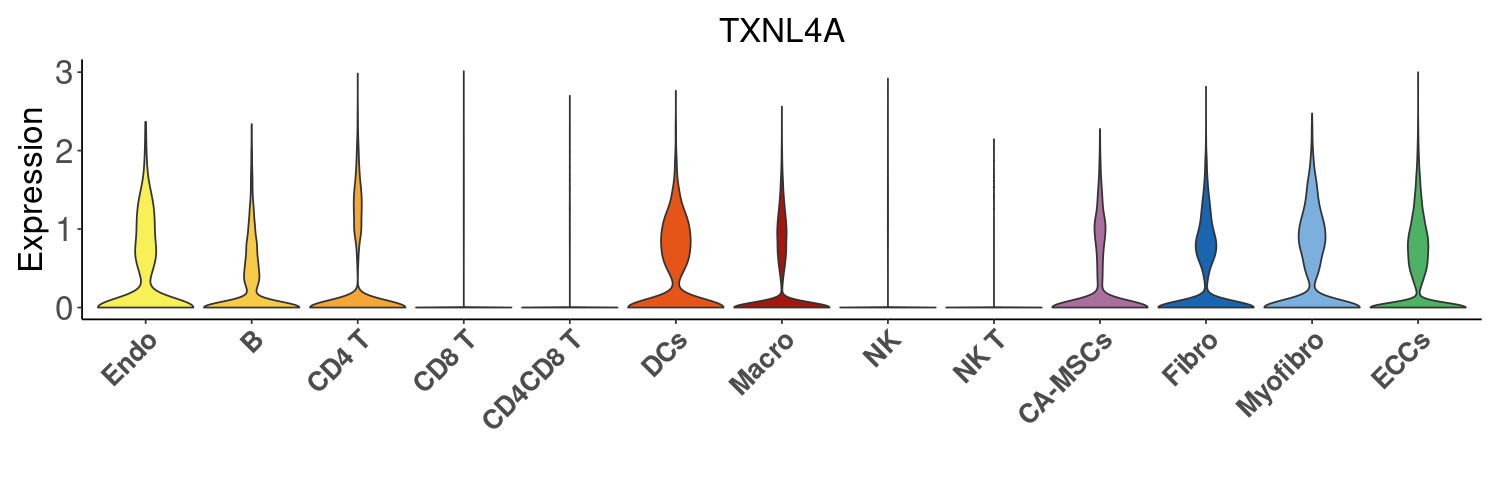 TXNL4A
Expression
3
2
1
0
Endo
B
CD4 T
CD8 T
CD4CD8 T
DCs
Macro
NK
NK T
CA-MSCs
Fibro
Myofibro
ECCs